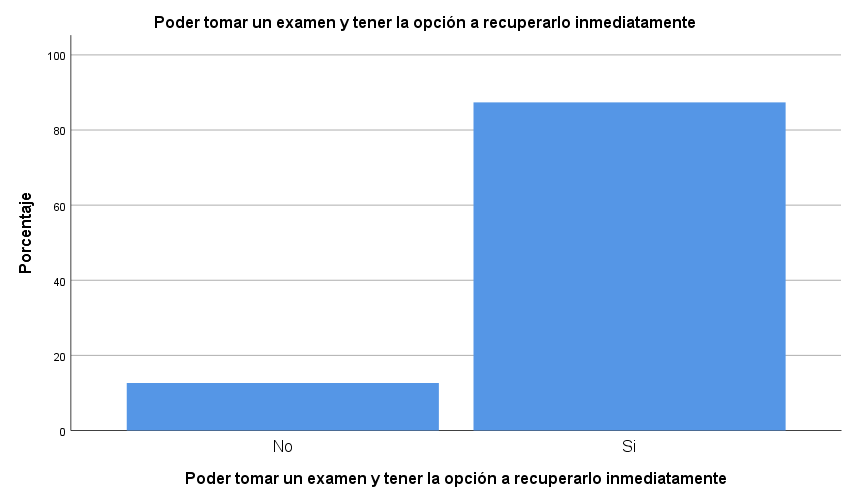 Poder tomar un examen y tener la opción a recuperarlo inmediatamente
100
80
60
40
20
0
Porcentaje
No
Si
Poder tomar un examen y tener la opción a recuperarlo inmediatamente